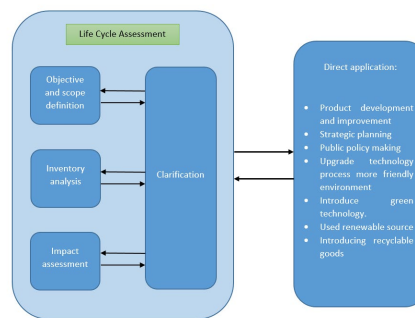 Life Cycle Assessment
Objective
and scope
definition
Inventory
analysis
Impact
assessment
Clarification
Direct application:
• Product development
and improvement
• Strategic planning
• Public policy making
• Upgrade technology
process more friendly
environment
• Introduce green
technology.
• Used renewable source
• Introducing recyclable
goods